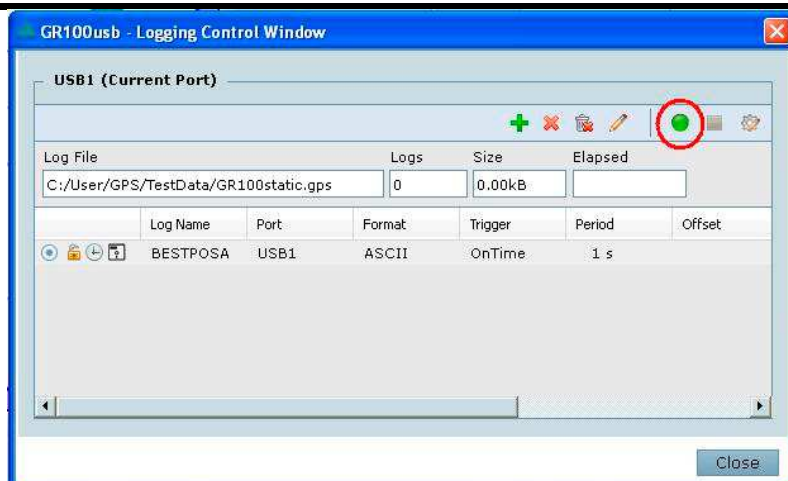 GR100usb - Logging Control Window
USB1 (Current Port)
Log File Logs Size Elapsed
C:/User/GPS/TestData/GR100static.gps 0 0.00kB
Log Name Port Format Trigger Period Offset
BESTPOSA USB1 ASCII OnTime 1 s
Close